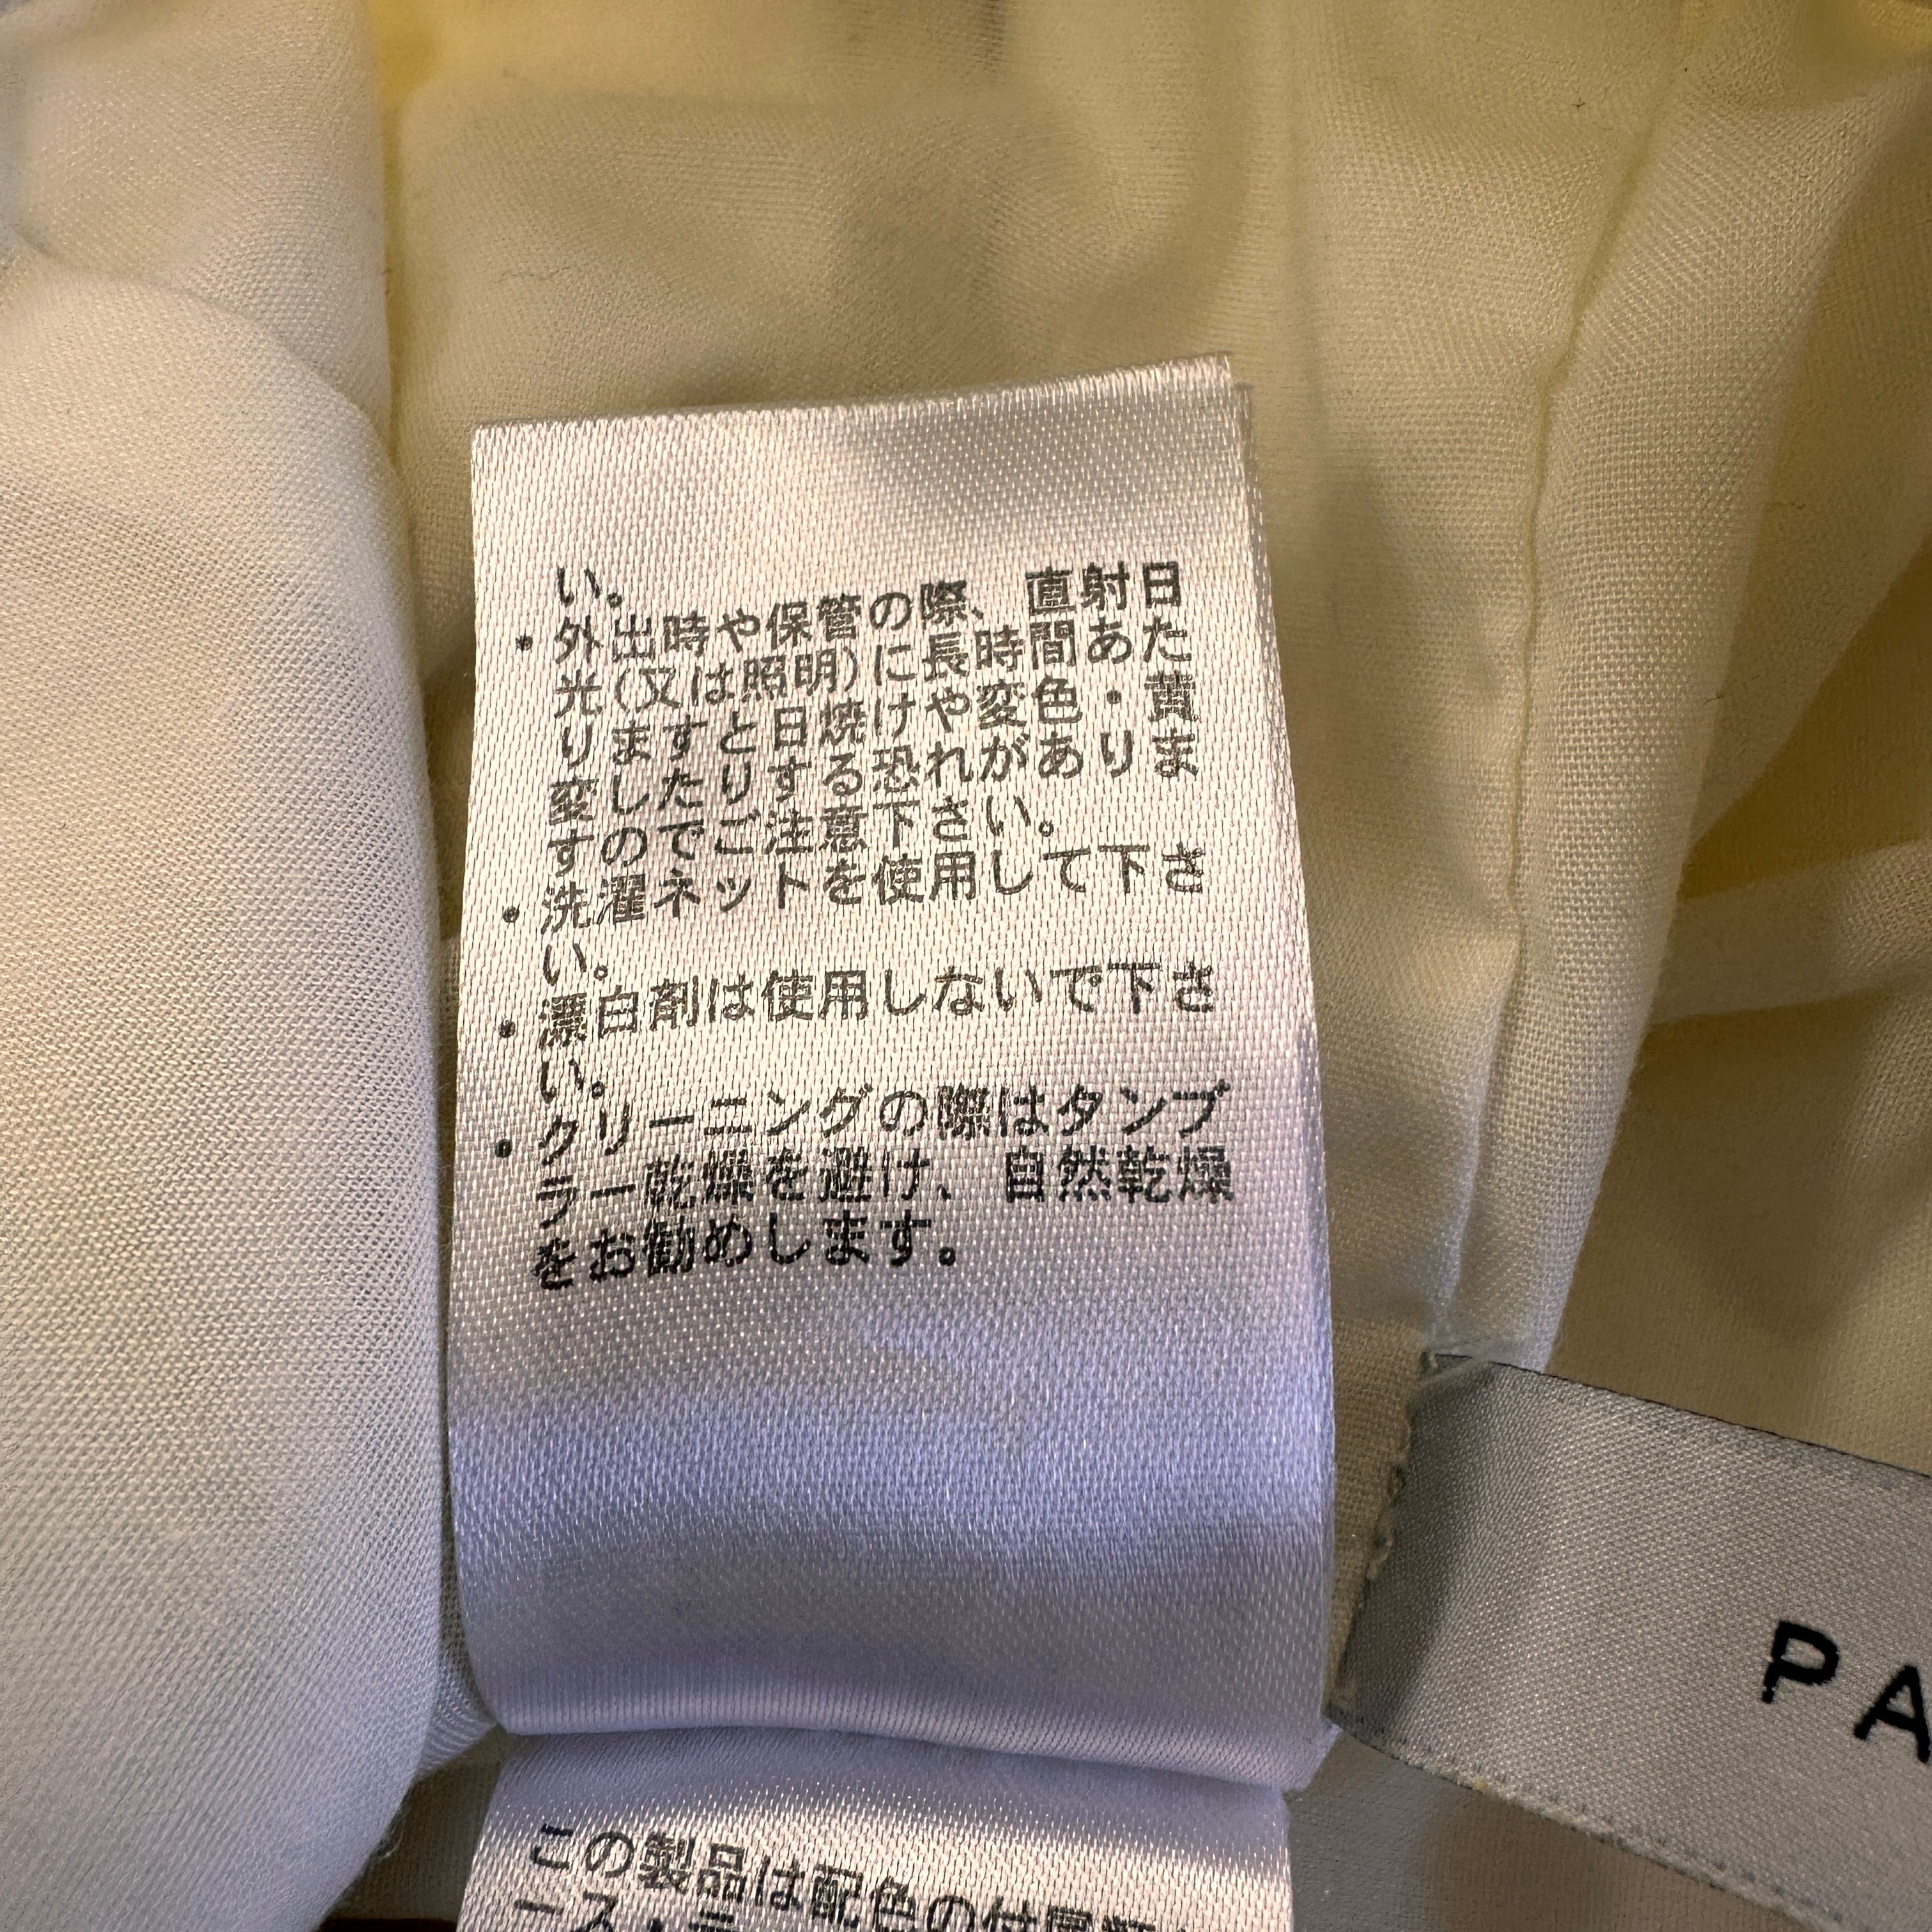 い。
・外出時や保管の際、直射日
光(又は照明)に長時間あた
りますと日焼けや変色・黄
変したりする恐れがありま
すのでご注意下さい。
・洗濯ネットを使用して下さ
い。
・漂白剤は使用しないで下さ
い。
・クリーニングの際はタンブ
ラー乾燥を避け、自然乾燥
をお勧めします。
この製品は配色の付属類
ース・テ
PA